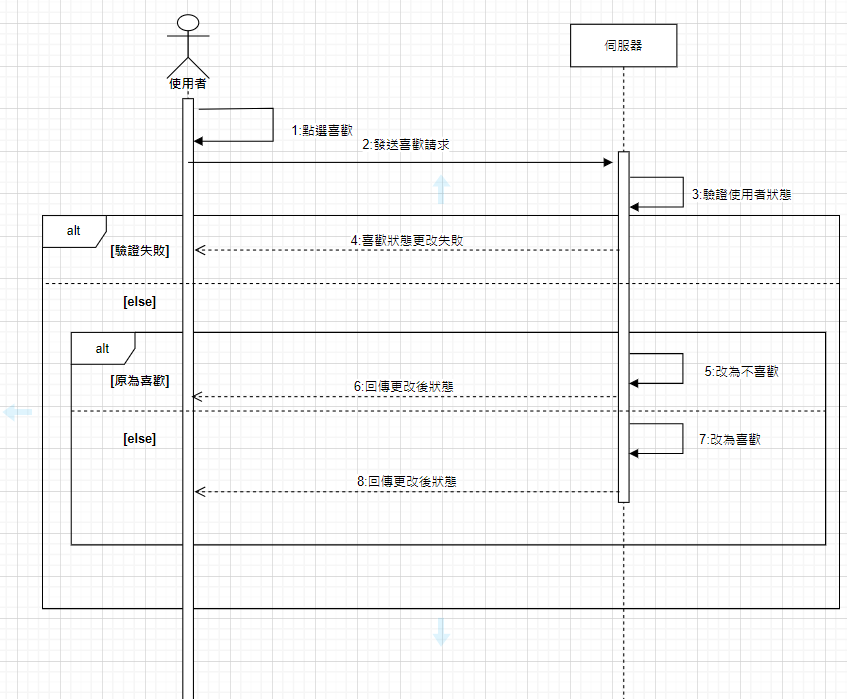 使用者
伺服器
1:點選喜歡
2:發送喜歡請求
3:驗證使用者狀態
alt
[驗證失敗]
4:喜歡狀態更改失敗
[else]
alt
[原為喜歡]
5:改為不喜歡
6:回傳更改後狀態
[else]
7:改為喜歡
8:回傳更改後狀態